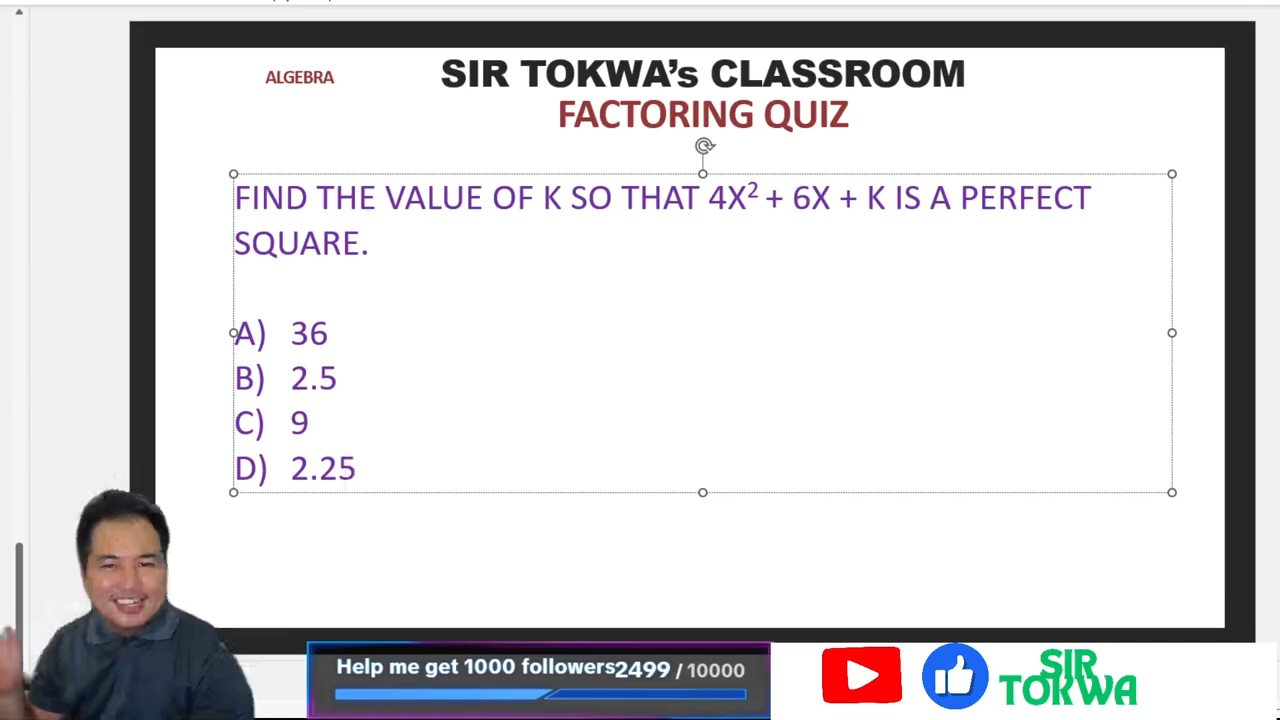 ALGEBRA
SIR TOKWA's CLASSROOM
FACTORING QUIZ
FIND THE VALUE OF K SO THAT 4X² + 6X + K IS A PERFECT
SQUARE.
A) 36
B) 2.5
C) 9
D) 2.25
Help me get 1000 followers 2499 / 10000
SIR
TOKWA